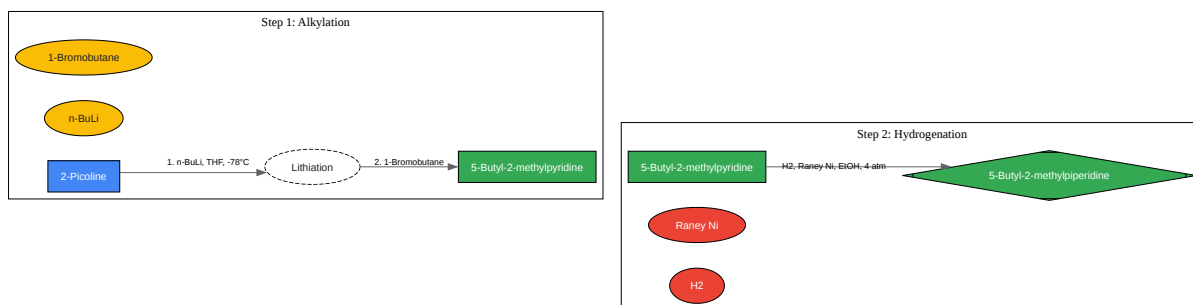 Step 1: Alkylation
1-Bromobutane
n-BuLi
2-Picoline
1. n-BuLi, THF, -78°C
Lithiation
2. 1-Bromobutane
5-Butyl-2-methylpyridine
Step 2: Hydrogenation
5-Butyl-2-methylpyridine
H2, Raney Ni, EtOH, 4 atm
5-Butyl-2-methylpiperidine
Raney Ni
H2